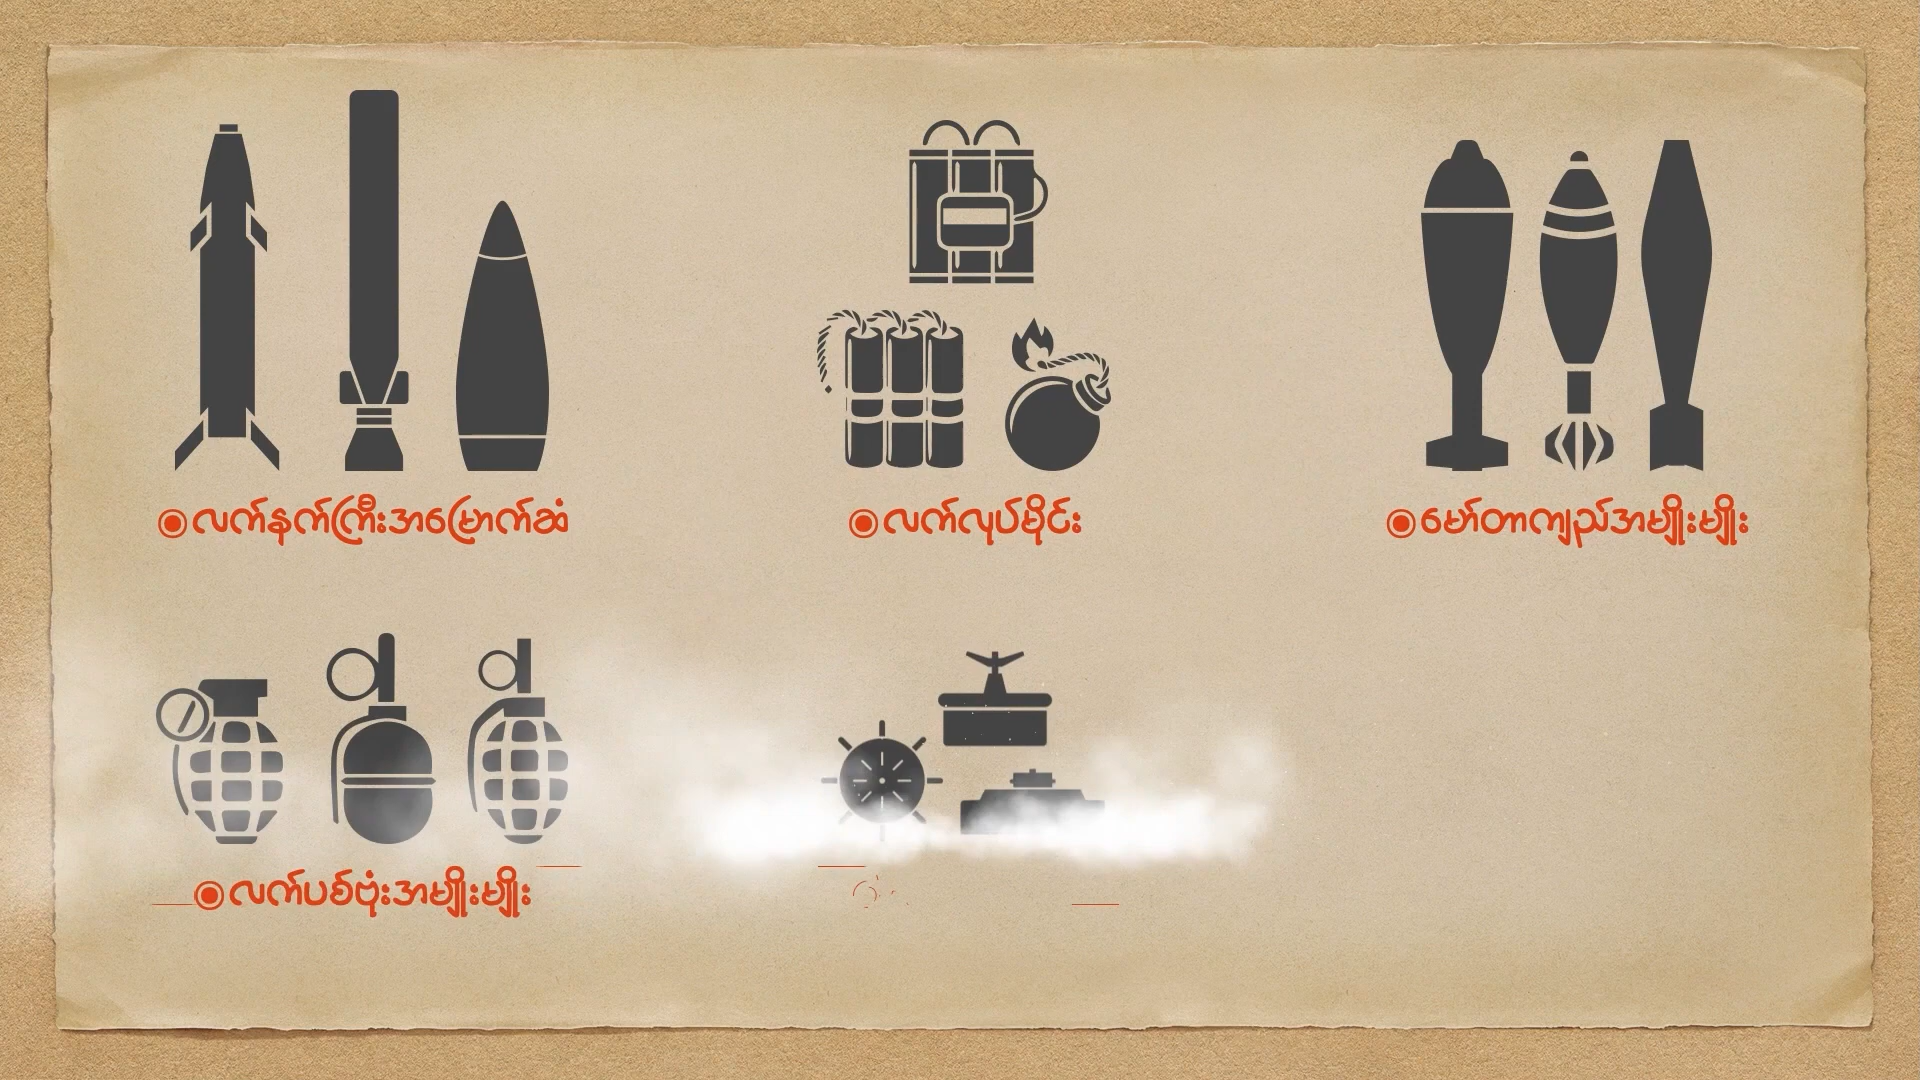 ◉လက်နက်ကြီးအမြောက်ဆံ
◉လက်လုပ်မိုင်း
◉မော်တာကျည်အမျိုးမျိုး
◉လက်ပစ်ဗုံးအမျိုးမျိုး